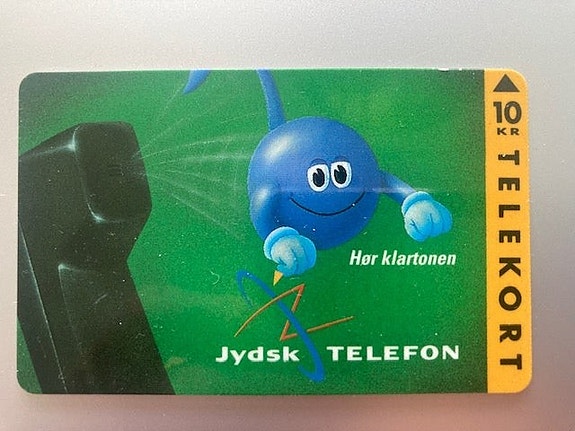 Hør klartonen
Jydsk TELEFON
10
KR
TELEKORT